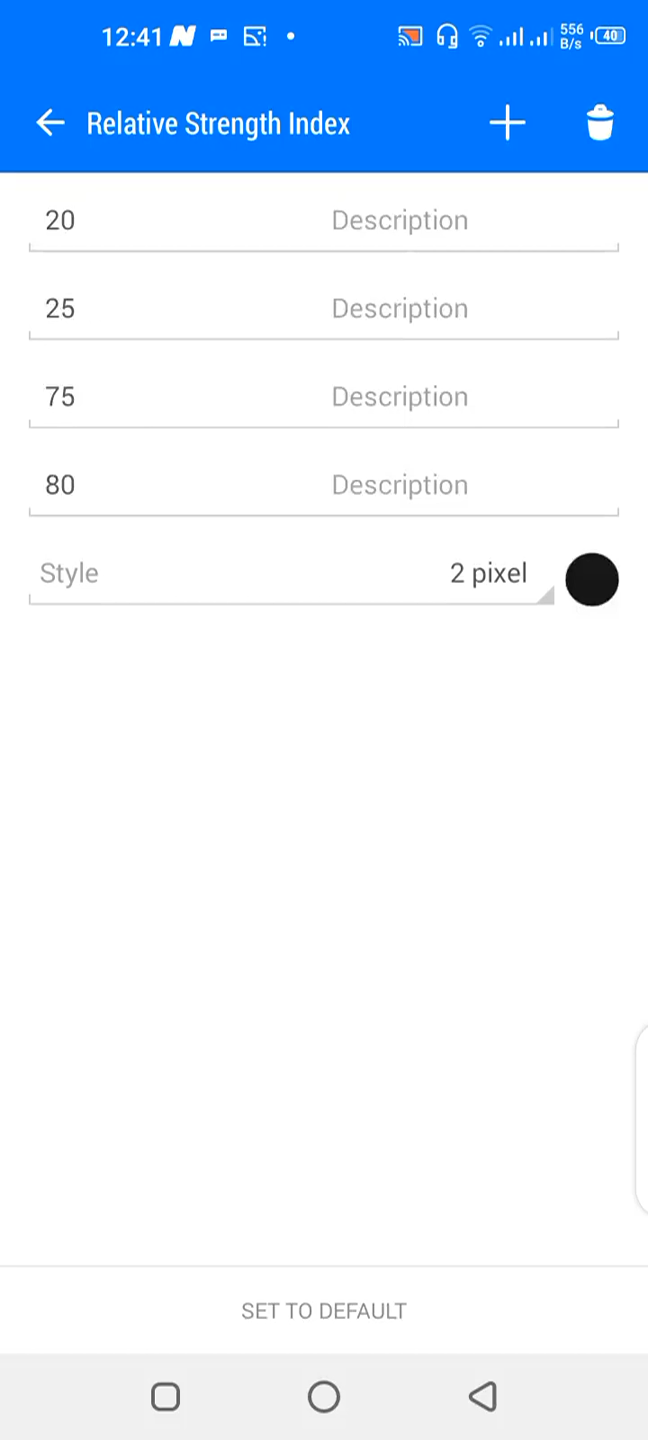 12:41 556 B/s 40
Relative Strength Index
20 Description
25 Description
75 Description
80 Description
Style 2 pixel
SET TO DEFAULT